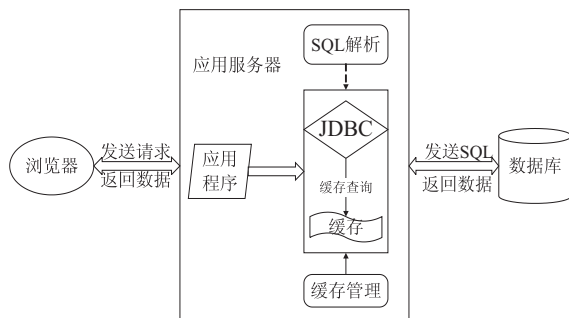 SQL解析
应用服务器
JDBC
浏览器
发送请求
返回数据
应用
程序
缓存查询
缓存
发送SQL
返回数据
数据库
缓存管理